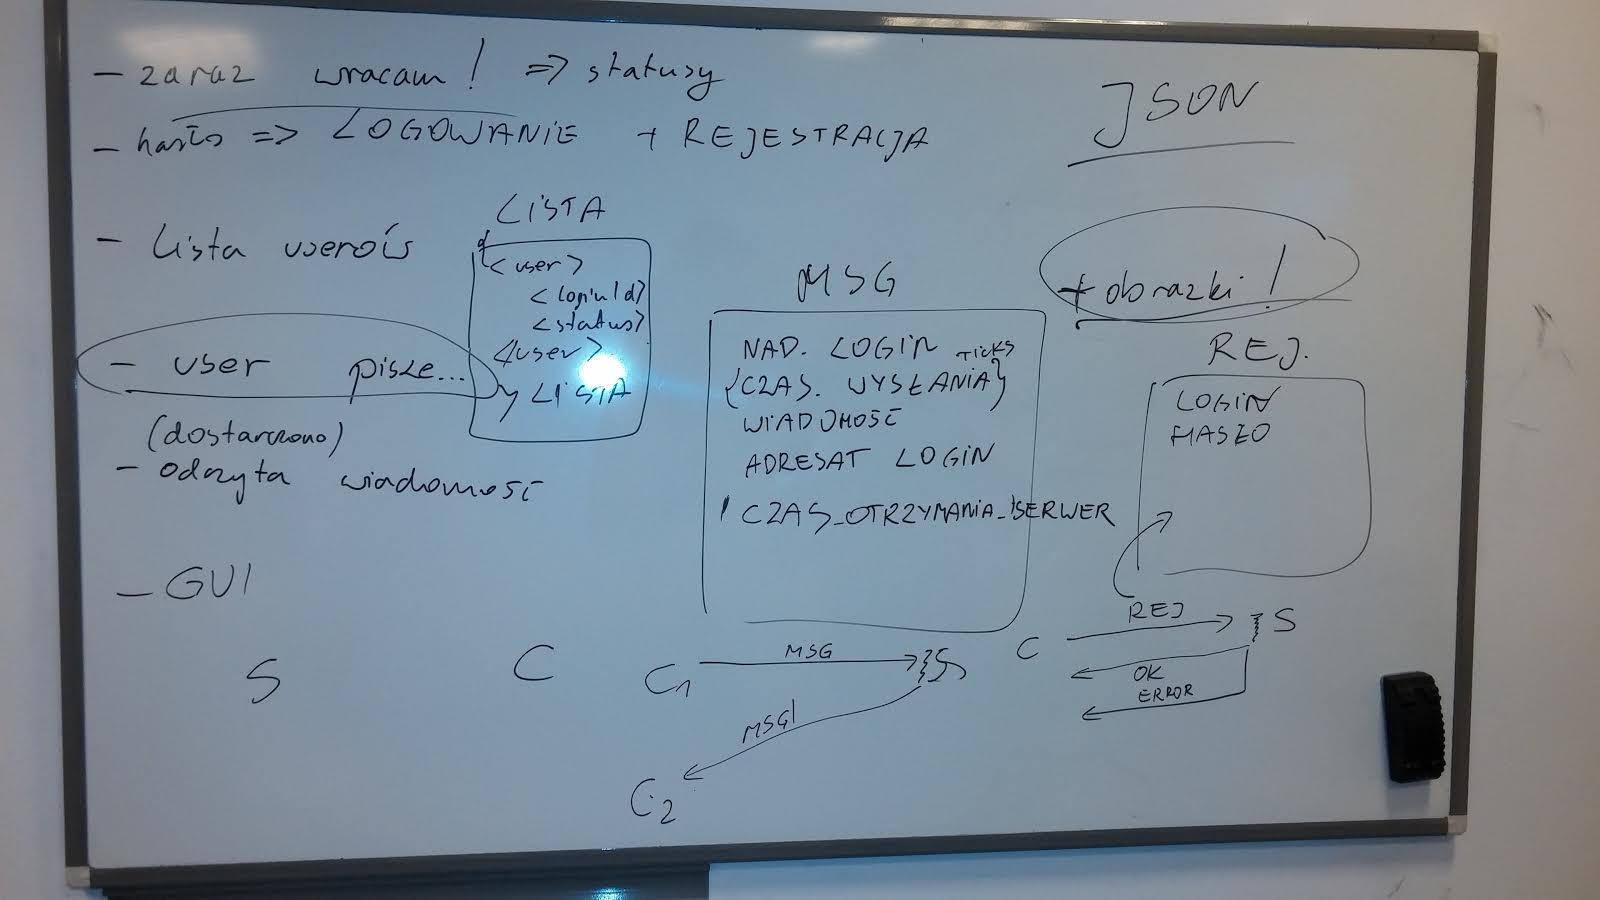 - zaraz wracam! => statusy
- hasło => LOGOWANIE + REJESTRACJA
- Lista userów
- user pisze...
(dostarczono)
- odczyta wiadomość
- GUI
S
C
LISTA
{
<user>
<loginId>
<status>
</user>
} LISTA
MSG
NAD. LOGIN
TICKS
{CZAS. WYSŁANIA}
WIADOMOŚĆ
ADRESAT LOGIN
! CZAS_OTRZYMANIA_SERWER
C1 MSG S
MSG!
C2
JSON
+ obrazki!
REJ.
LOGIN
HASŁO
C REJ S
OK
ERROR